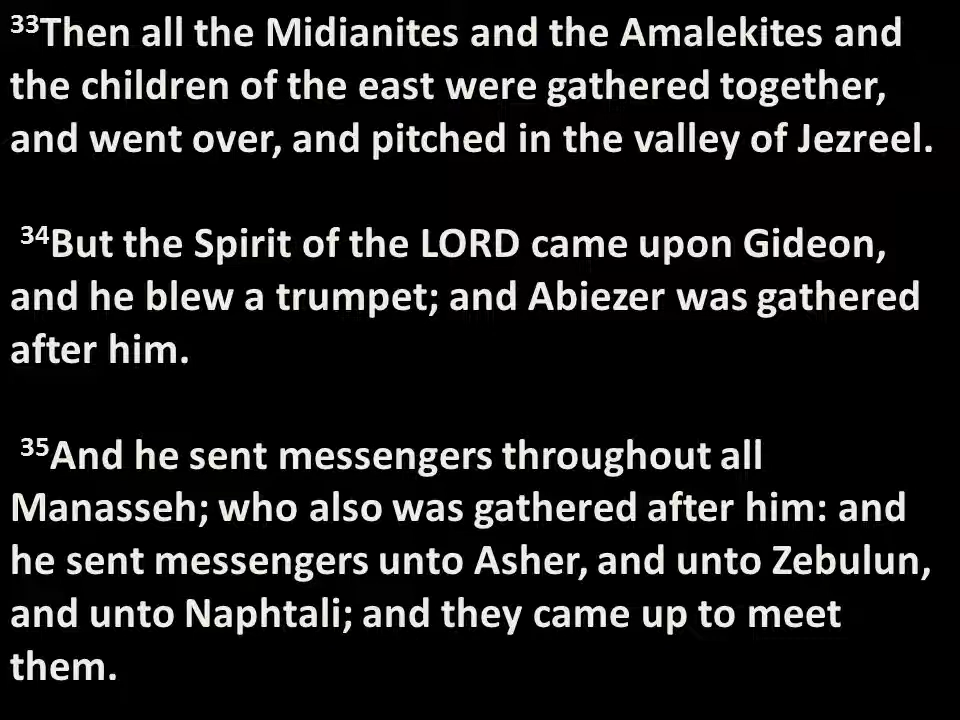 33Then all the Midianites and the Amalekites and
the children of the east were gathered together,
and went over, and pitched in the valley of Jezreel.
34But the Spirit of the LORD came upon Gideon,
and he blew a trumpet; and Abiezer was gathered
after him.
35And he sent messengers throughout all
Manasseh; who also was gathered after him: and
he sent messengers unto Asher, and unto Zebulun,
and unto Naphtali; and they came up to meet
them.